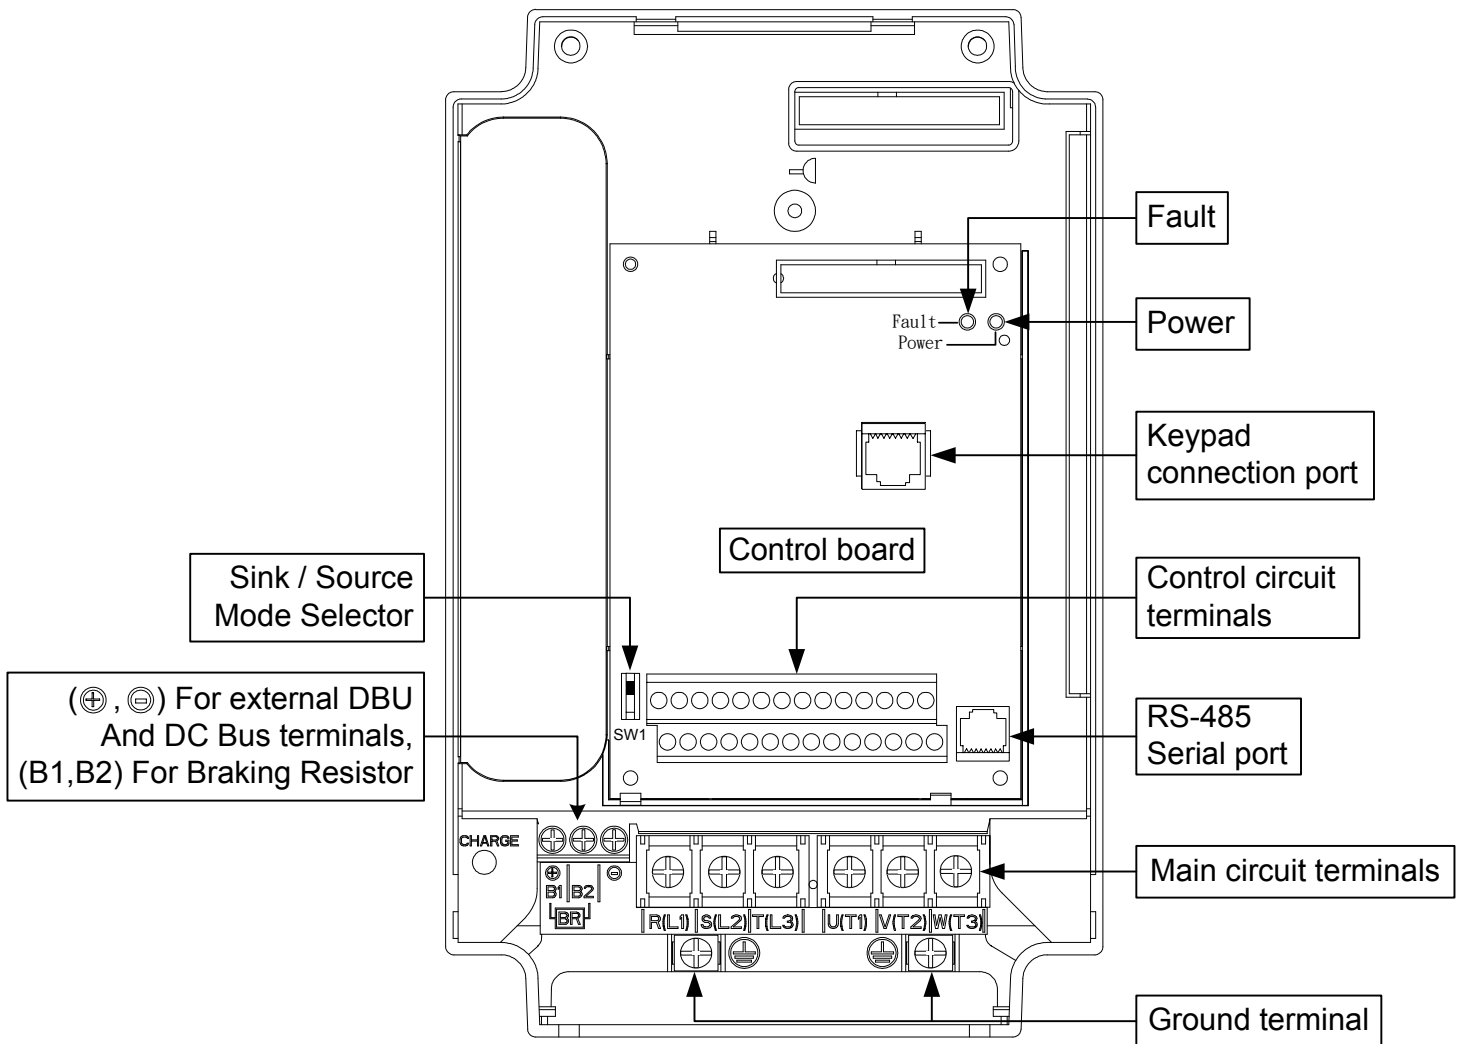 Fault
Power
Fault
Power
Keypad
connection port
Control board
Sink / Source
Mode Selector
Control circuit
terminals
(⊕ , ⊖) For external DBU
And DC Bus terminals,
(B1,B2) For Braking Resistor
SW1
RS-485
Serial port
CHARGE
⊕ ⊖
B1 B2
BR
R(L1) S(L2) T(L3) U(T1) V(T2) W(T3)
Main circuit terminals
Ground terminal